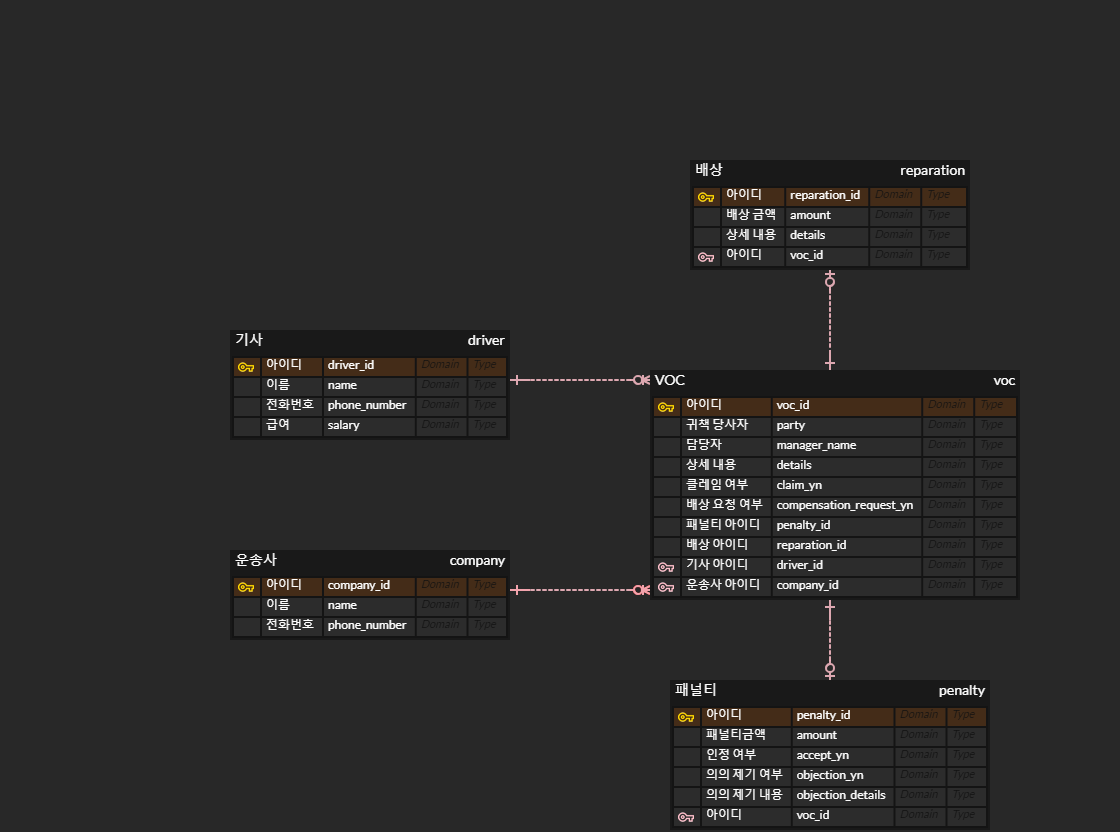 배상 reparation
아이디 reparation_id Domain Type
배상 금액 amount Domain Type
상세 내용 details Domain Type
아이디 voc_id Domain Type
기사 driver
아이디 driver_id Domain Type
이름 name Domain Type
전화번호 phone_number Domain Type
급여 salary Domain Type
VOC voc
아이디 voc_id Domain Type
귀책 당사자 party Domain Type
담당자 manager_name Domain Type
상세 내용 details Domain Type
클레임 여부 claim_yn Domain Type
배상 요청 여부 compensation_request_yn Domain Type
패널티 아이디 penalty_id Domain Type
배상 아이디 reparation_id Domain Type
기사 아이디 driver_id Domain Type
운송사 아이디 company_id Domain Type
운송사 company
아이디 company_id Domain Type
이름 name Domain Type
전화번호 phone_number Domain Type
패널티 penalty
아이디 penalty_id Domain Type
패널티금액 amount Domain Type
인정 여부 accept_yn Domain Type
의의 제기 여부 objection_yn Domain Type
의의 제기 내용 objection_details Domain Type
아이디 voc_id Domain Type